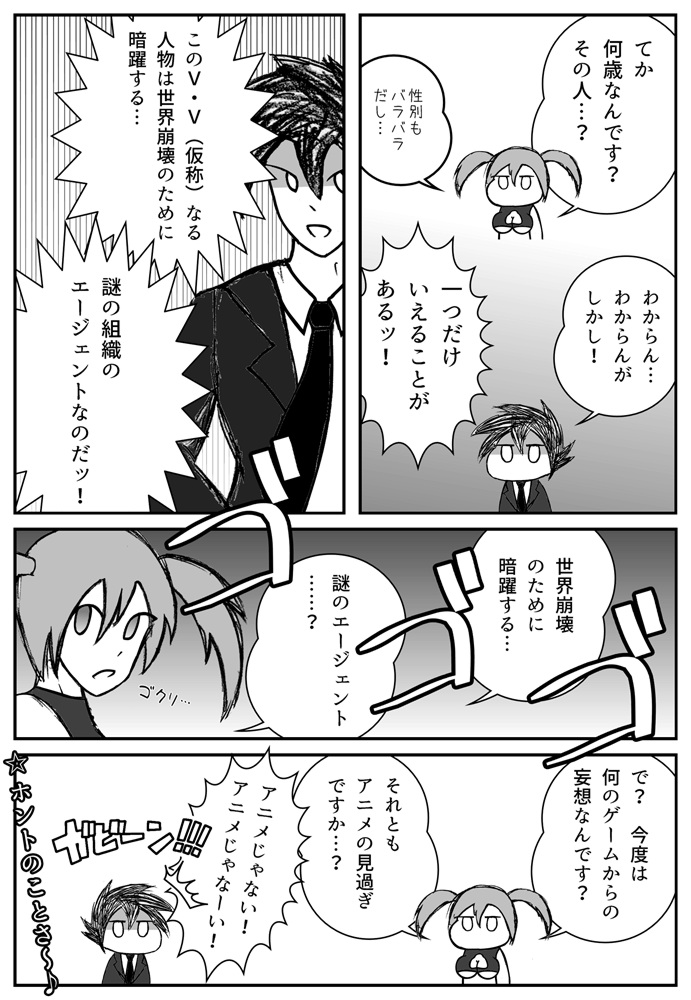 てか
何歳なんです？
その人…？
性別も
バラバラ
だし…
わからん…
わからんが
しかし！
一つだけ
いえることが
あるッ！
このＶ・Ｖ（仮称）なる
人物は世界崩壊のために
暗躍する…
謎の組織の
エージェントなのだッ！
世界崩壊
のために
暗躍する…
謎のエージェント
……？
ゴゴゴゴ
ゴクリ…
で？　今度は
何のゲームからの
妄想なんです？
それとも
アニメの見過ぎ
ですか…？
アニメじゃない！
アニメじゃなーい！
ガビーン!!!
☆ホントのことさ～♪